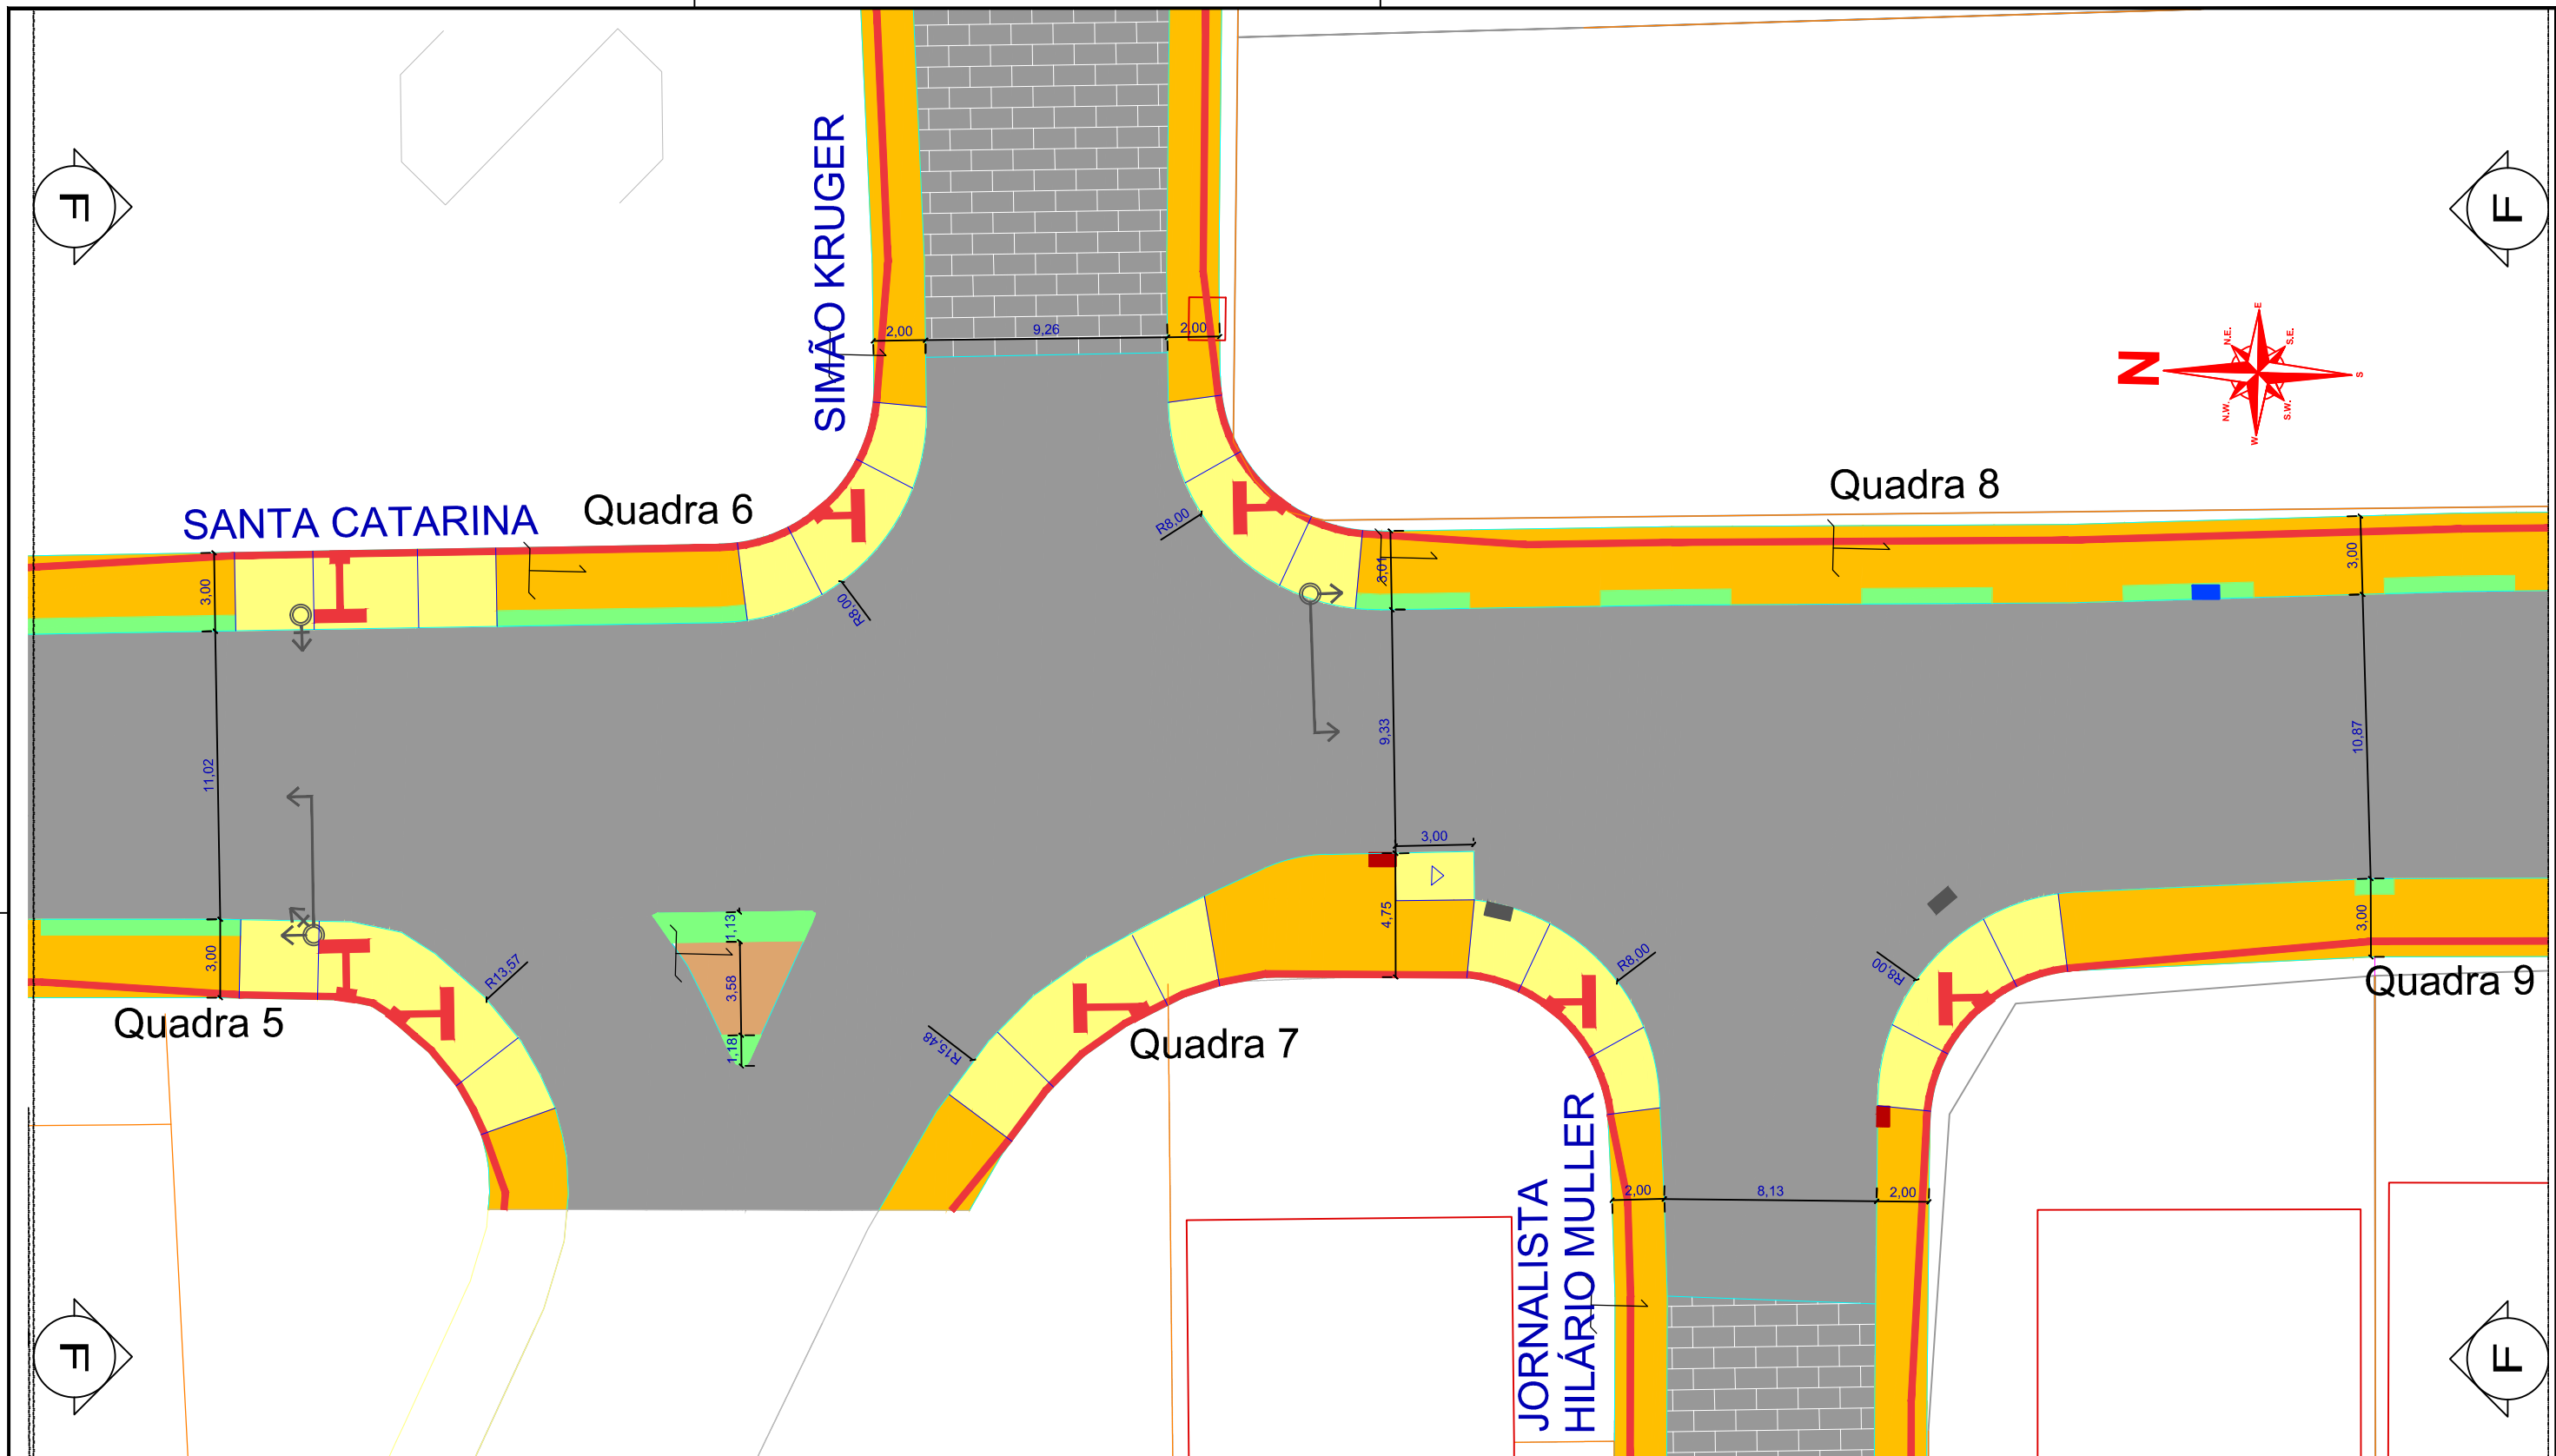 F
F
SIMÃO KRUGER
2,00
9,26
2,00
N
E
N.E.
S.E.
S
N.W.
S.W.
W
SANTA CATARINA
Quadra 6
Quadra 8
R8,00
R8,00
3,00
3,01
3,00
11,02
9,33
10,87
3,00
3,00
4,75
3,00
1,13
3,58
1,18
R13,57
R15,48
R8,00
R8,00
Quadra 5
Quadra 7
Quadra 9
JORNALISTA
HILÁRIO MULLER
2,00
8,13
2,00
F
F